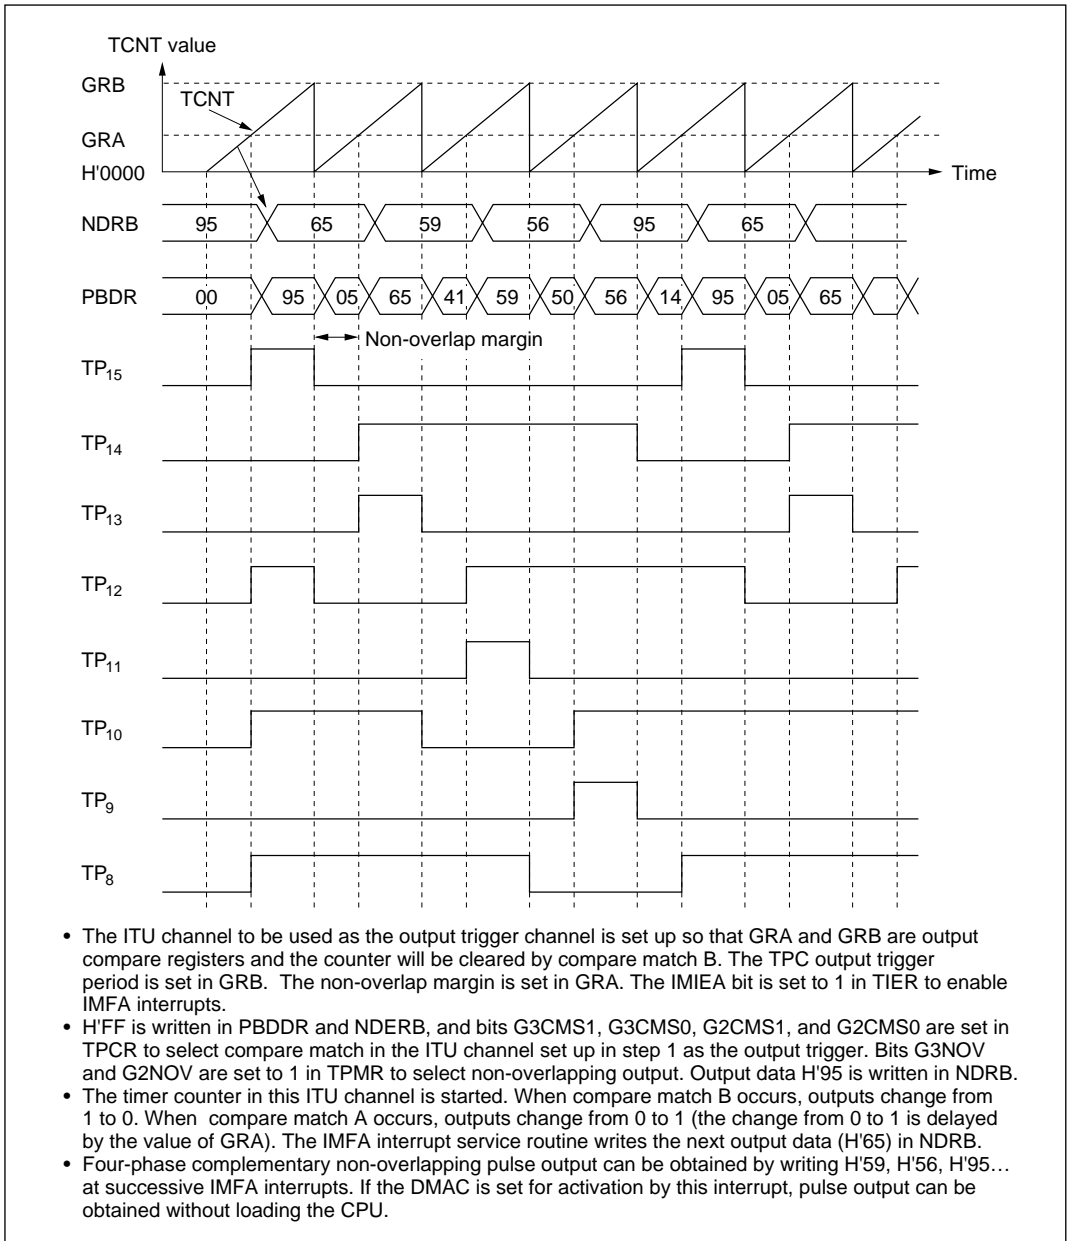 TCNT value
GRB
TCNT
GRA
H'0000
Time
NDRB 95 65 59 56 95 65
PBDR 00 95 05 65 41 59 50 56 14 95 05 65
Non-overlap margin
TP15
TP14
TP13
TP12
TP11
TP10
TP9
TP8
• The ITU channel to be used as the output trigger channel is set up so that GRA and GRB are output
compare registers and the counter will be cleared by compare match B. The TPC output trigger
period is set in GRB.  The non-overlap margin is set in GRA. The IMIEA bit is set to 1 in TIER to enable
IMFA interrupts.
• H'FF is written in PBDDR and NDERB, and bits G3CMS1, G3CMS0, G2CMS1, and G2CMS0 are set in
TPCR to select compare match in the ITU channel set up in step 1 as the output trigger. Bits G3NOV
and G2NOV are set to 1 in TPMR to select non-overlapping output. Output data H'95 is written in NDRB.
• The timer counter in this ITU channel is started. When compare match B occurs, outputs change from
1 to 0. When  compare match A occurs, outputs change from 0 to 1 (the change from 0 to 1 is delayed
by the value of GRA). The IMFA interrupt service routine writes the next output data (H'65) in NDRB.
• Four-phase complementary non-overlapping pulse output can be obtained by writing H'59, H'56, H'95…
at successive IMFA interrupts. If the DMAC is set for activation by this interrupt, pulse output can be
obtained without loading the CPU.